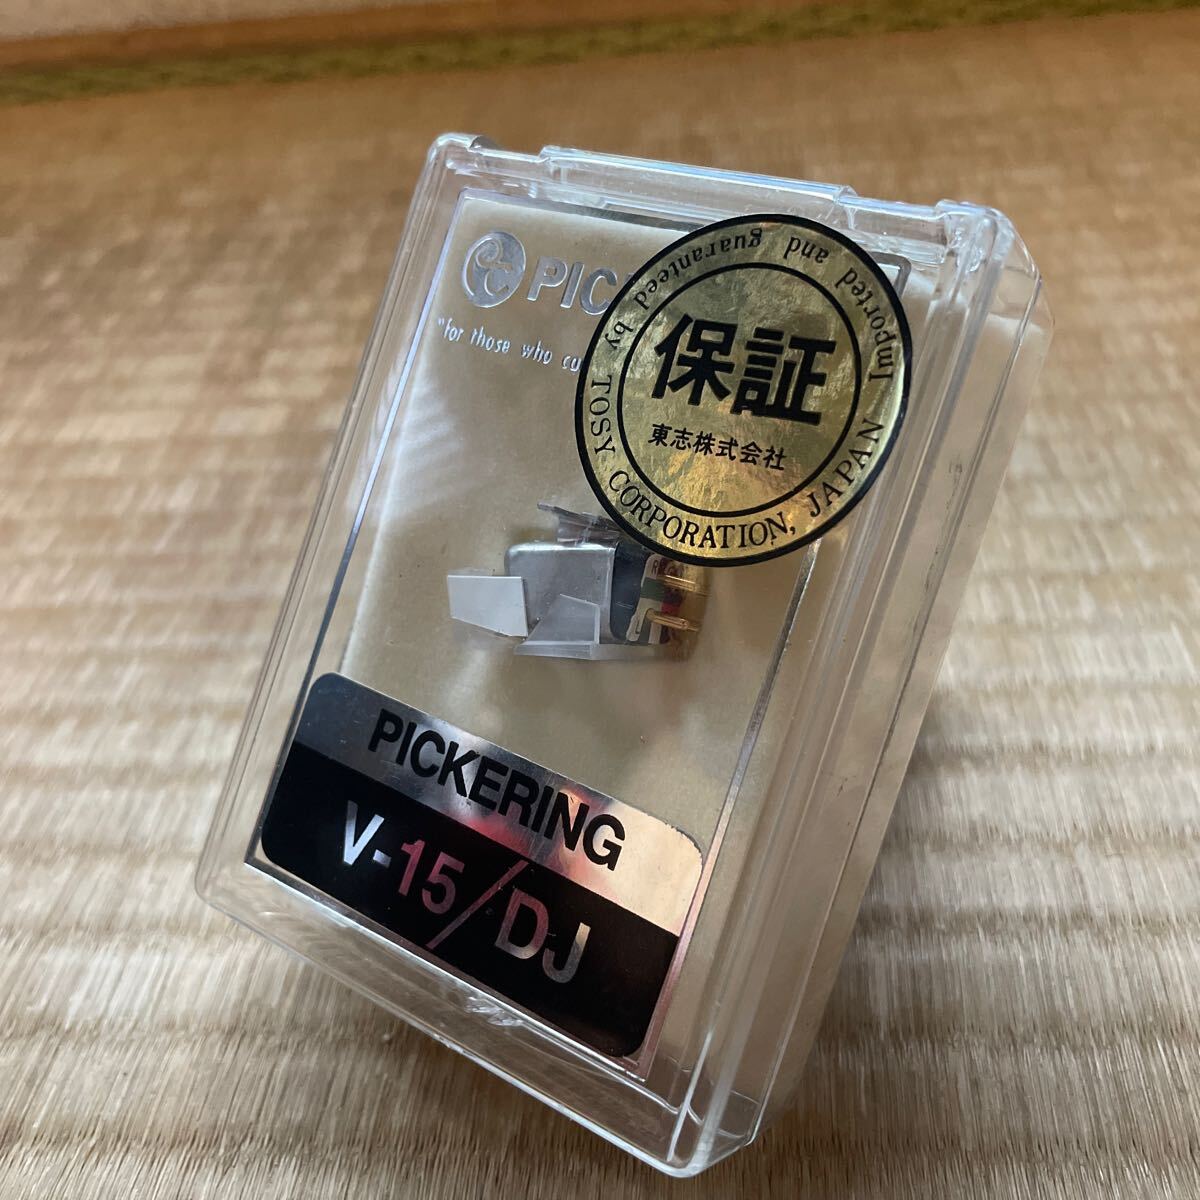 PIC
"for those who
保証
東志株式会社
Imported and guaranteed by TOSY CORPORATION, JAPAN
R
G
PICKERING
V-15/DJ